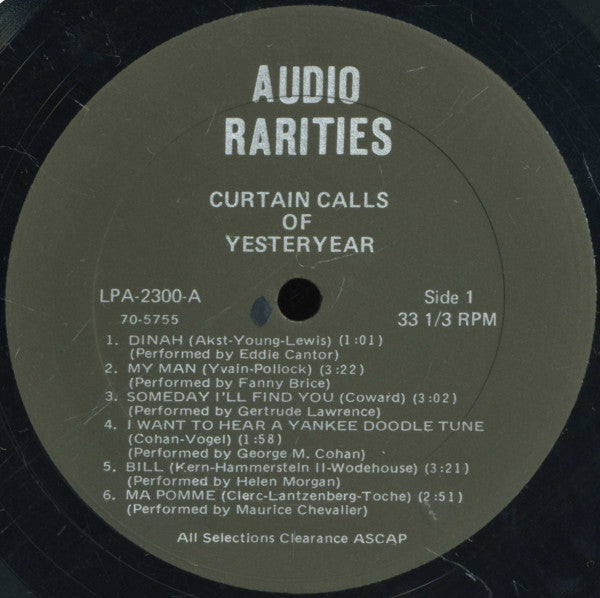 AUDIO
RARITIES
CURTAIN CALLS
OF
YESTERYEAR
LPA-2300-A
Side 1
70-5755
33 1/3 RPM
1. DINAH (Akst-Young-Lewis) (1:01)
(Performed by Eddie Cantor)
2. MY MAN (Yvain-Pollock) (3:22)
(Performed by Fanny Brice)
3. SOMEDAY I'LL FIND YOU (Coward) (3:02)
(Performed by Gertrude Lawrence)
4. I WANT TO HEAR A YANKEE DOODLE TUNE
(Cohan-Vogel) (1:58)
(Performed by George M. Cohan)
5. BILL (Kern-Hammerstein II-Wodehouse) (3:21)
(Performed by Helen Morgan)
6. MA POMME (Clerc-Lantzenberg-Toche) (2:51)
(Performed by Maurice Chevalier)
All Selections Clearance ASCAP